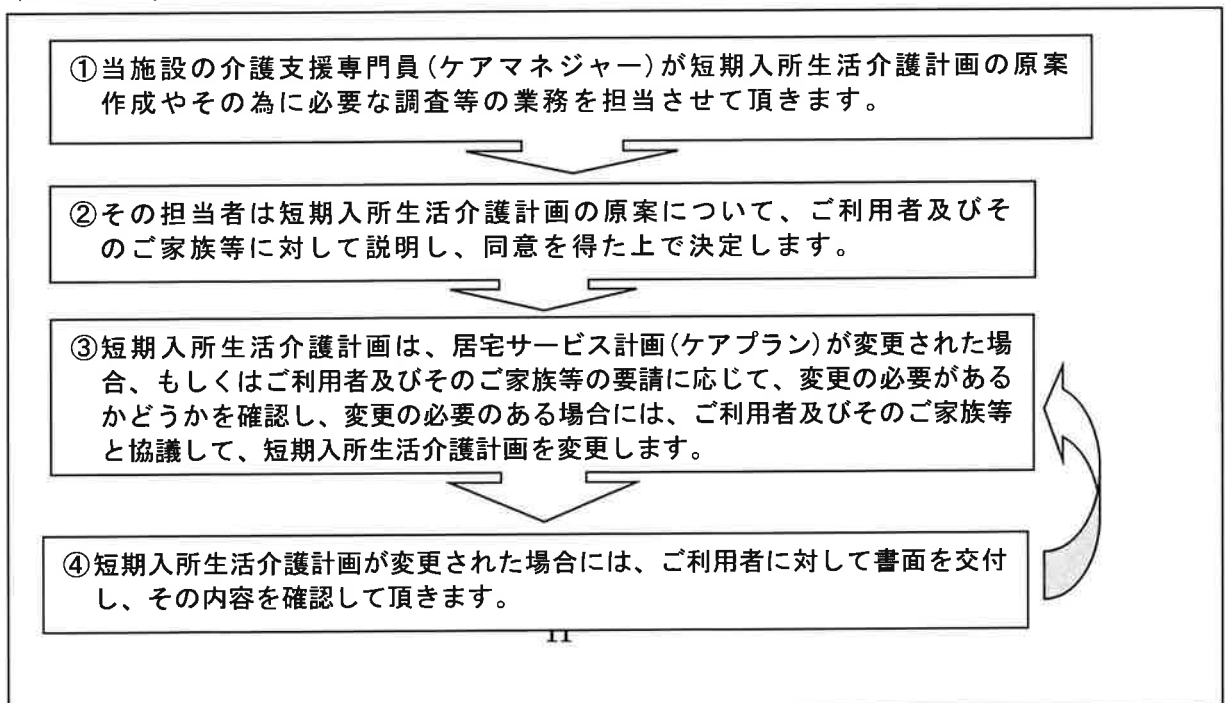 ①当施設の介護支援専門員(ケアマネジャー)が短期入所生活介護計画の原案
作成やその為に必要な調査等の業務を担当させて頂きます。
②その担当者は短期入所生活介護計画の原案について、ご利用者及びそ
のご家族等に対して説明し、同意を得た上で決定します。
③短期入所生活介護計画は、居宅サービス計画(ケアプラン)が変更された場
合、もしくはご利用者及びそのご家族等の要請に応じて、変更の必要がある
かどうかを確認し、変更の必要のある場合には、ご利用者及びそのご家族等
と協議して、短期入所生活介護計画を変更します。
④短期入所生活介護計画が変更された場合には、ご利用者に対して書面を交付
し、その内容を確認して頂きます。
11